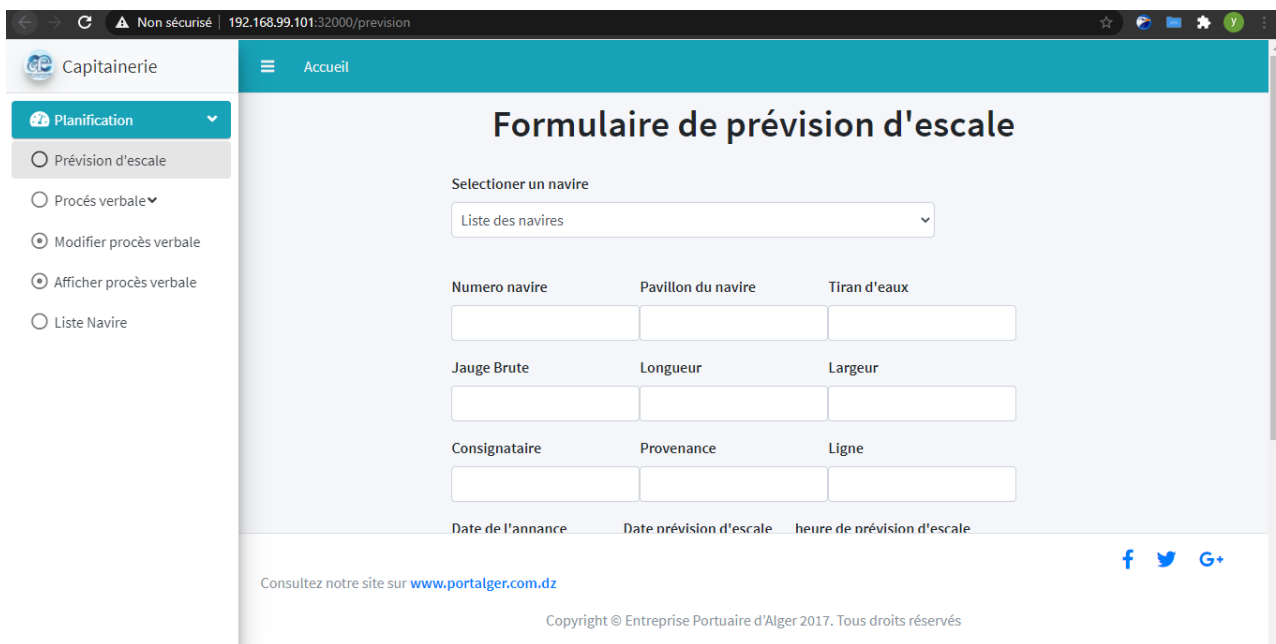 Non sécurisé | 192.168.99.101:32000/prevision
y
Capitainerie
Accueil
Planification
Prévision d'escale
Procés verbale
Modifier procès verbale
Afficher procès verbale
Liste Navire
Formulaire de prévision d'escale
Selectioner un navire
Liste des navires
Numero navire Pavillon du navire Tiran d'eaux
Jauge Brute Longueur Largeur
Consignataire Provenance Ligne
Date de l'annance Date prévision d'escale heure de prévision d'escale
Consultez notre site sur www.portalger.com.dz
f G+
Copyright © Entreprise Portuaire d'Alger 2017. Tous droits réservés